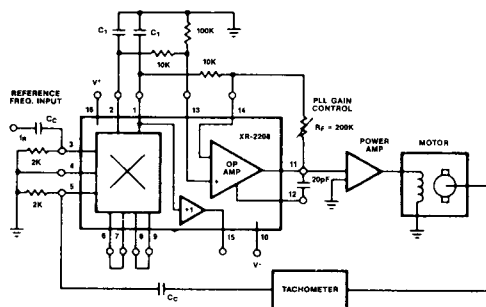 C₁ C₁ 100K
10K
10K
V⁺
REFERENCE
FREQ. INPUT
fR
CC
16 2 1 13 14
PLL GAIN
CONTROL
RF = 200K
XR-2208
OP
AMP
+
11
20pF
12
POWER
AMP
MOTOR
2K
3
4
5
2K
+1
6 7 8 9 15 10
V-
CC
TACHOMETER